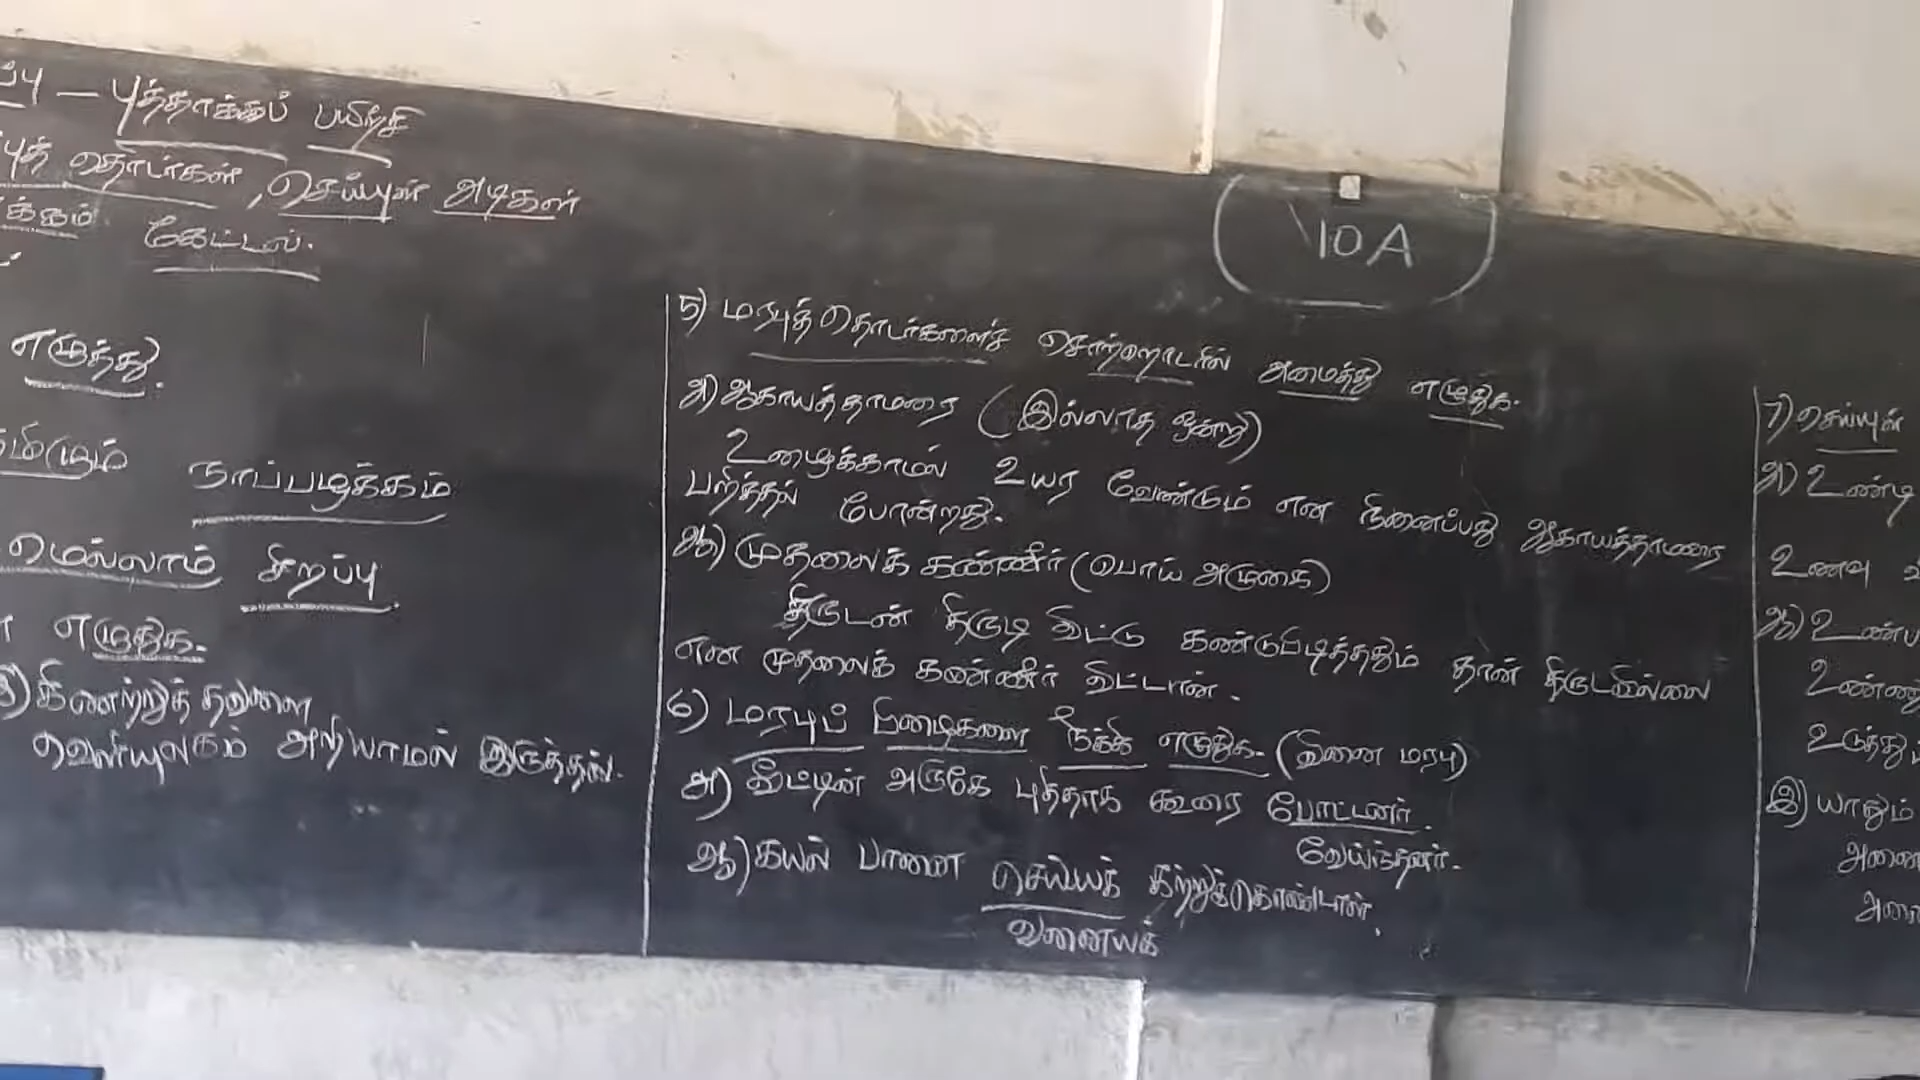 புத்தாக்கப் பயிற்சி
தொடர்கள், செய்யுள் அடிகள்
கேட்டல்.
எழுத்து.
நாப்பழக்கம்
சிறப்பு
எழுதுக.
கிணற்றுத் தவளை
வெளியுலகம் அறியாமல் இருத்தல்.
10A
5) மரபுத் தொடர்களைச் சொற்றொடரில் அமைத்து எழுதுக.
அ) ஆகாயத்தாமரை (இல்லாத ஒன்று)
உழைக்காமல் உயர வேண்டும் என நினைப்பது ஆகாயத்தாமரை
பறித்தல் போன்றது.
ஆ) முதலைக் கண்ணீர் (பொய் அழுகை)
திருடன் திருடி விட்டு கண்டுபிடித்ததும் தான் திருடவில்லை
என முதலைக் கண்ணீர் விட்டான்.
6) மரபுப் பிழைகளை நீக்கி எழுதுக. (வினை மரபு)
அ) வீட்டின் அருகே புதிதாக கூரை போட்டனர்.
வேய்ந்தனர்.
ஆ) கயல் பானை செய்யக் கற்றுக்கொண்டாள்.
வனையக்
7) செய்யுள்
அ) உண்டி
உணவு
இ) யாதும்